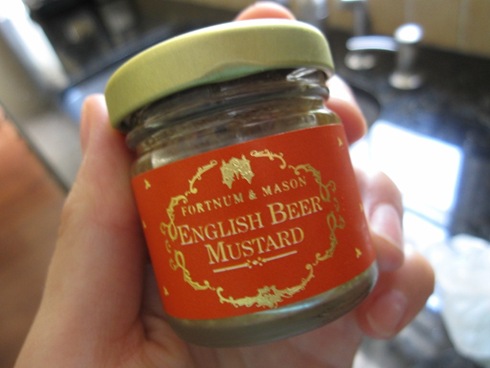 FORTNUM & MASON
ENGLISH BEER
MUSTARD